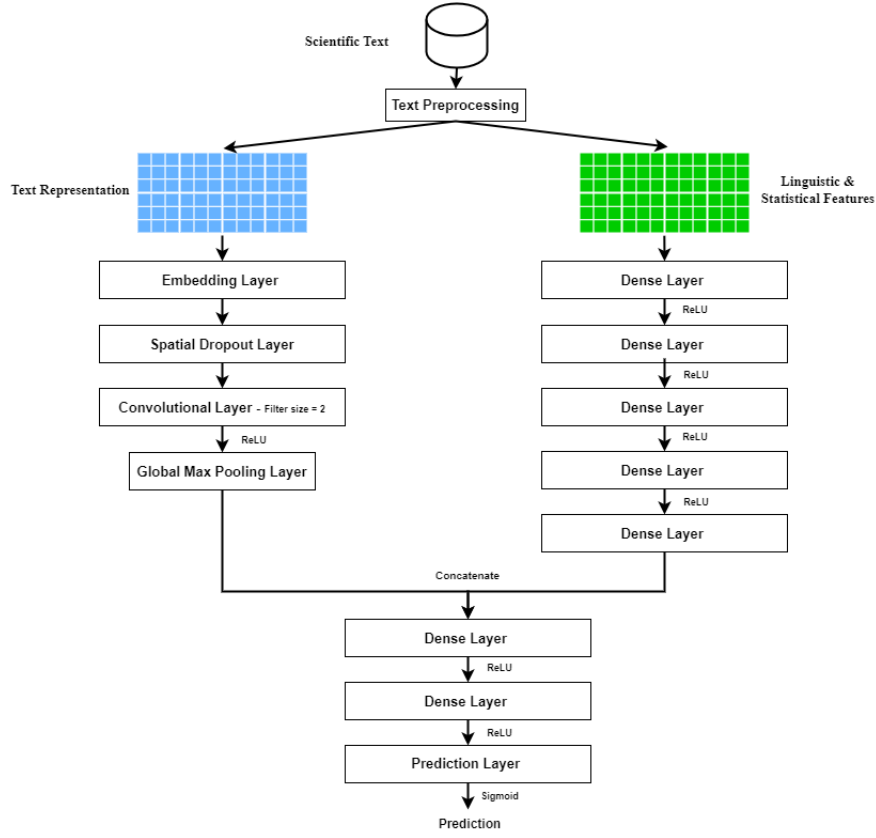 Scientific Text
Text Preprocessing
Text Representation
Linguistic &
Statistical Features
Embedding Layer
Spatial Dropout Layer
Convolutional Layer - Filter size = 2
ReLU
Global Max Pooling Layer
Dense Layer
ReLU
Dense Layer
ReLU
Dense Layer
ReLU
Dense Layer
ReLU
Dense Layer
Concatenate
Dense Layer
ReLU
Dense Layer
ReLU
Prediction Layer
Sigmoid
Prediction